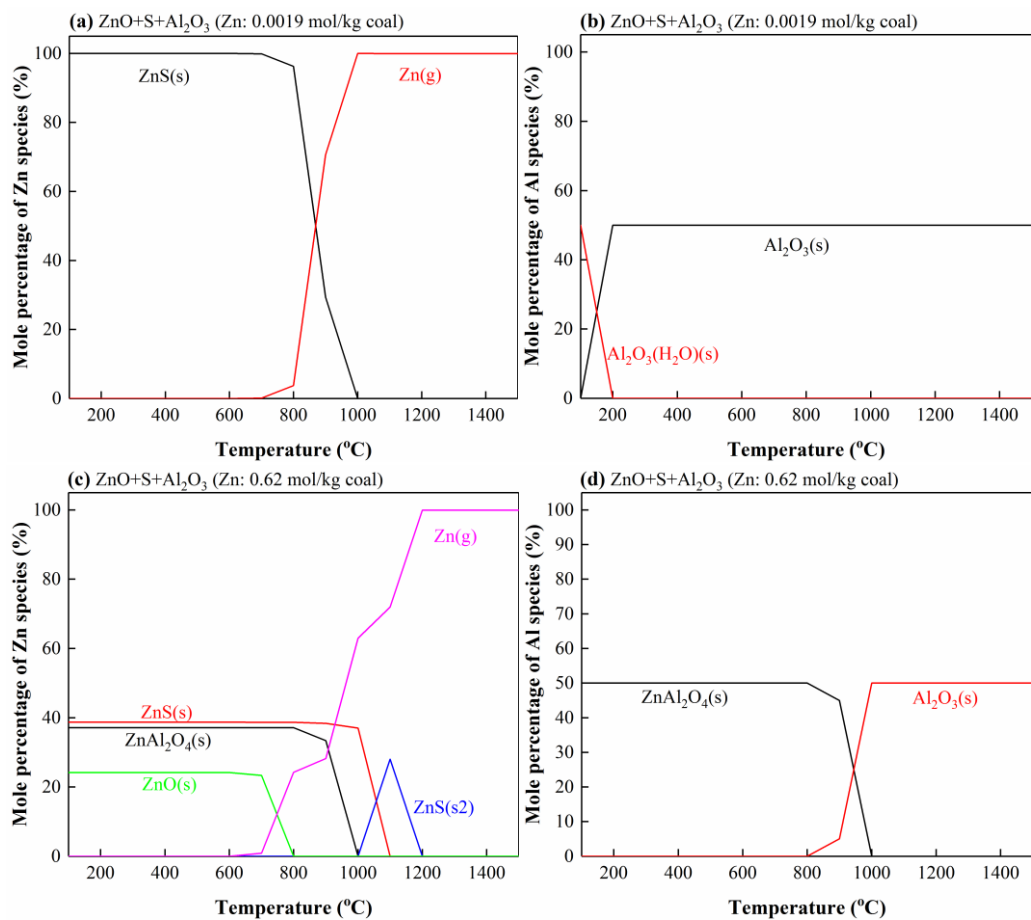 (a) ZnO+S+Al₂O₃ (Zn: 0.0019 mol/kg coal)
Mole percentage of Zn species (%)
100
80
60
40
20
0
ZnS(s)
Zn(g)
200 400 600 800 1000 1200 1400
Temperature (°C)
(b) ZnO+S+Al₂O₃ (Zn: 0.0019 mol/kg coal)
Mole percentage of Al species (%)
100
80
60
40
20
0
Al₂O₃(s)
Al₂O₃(H₂O)(s)
200 400 600 800 1000 1200 1400
Temperature (°C)
(c) ZnO+S+Al₂O₃ (Zn: 0.62 mol/kg coal)
Mole percentage of Zn species (%)
100
80
60
40
20
0
Zn(g)
ZnS(s)
ZnAl₂O₄(s)
ZnO(s)
ZnS(s2)
200 400 600 800 1000 1200 1400
Temperature (°C)
(d) ZnO+S+Al₂O₃ (Zn: 0.62 mol/kg coal)
Mole percentage of Al species (%)
100
90
80
70
60
50
40
30
20
10
0
ZnAl₂O₄(s)
Al₂O₃(s)
200 400 600 800 1000 1200 1400
Temperature (°C)